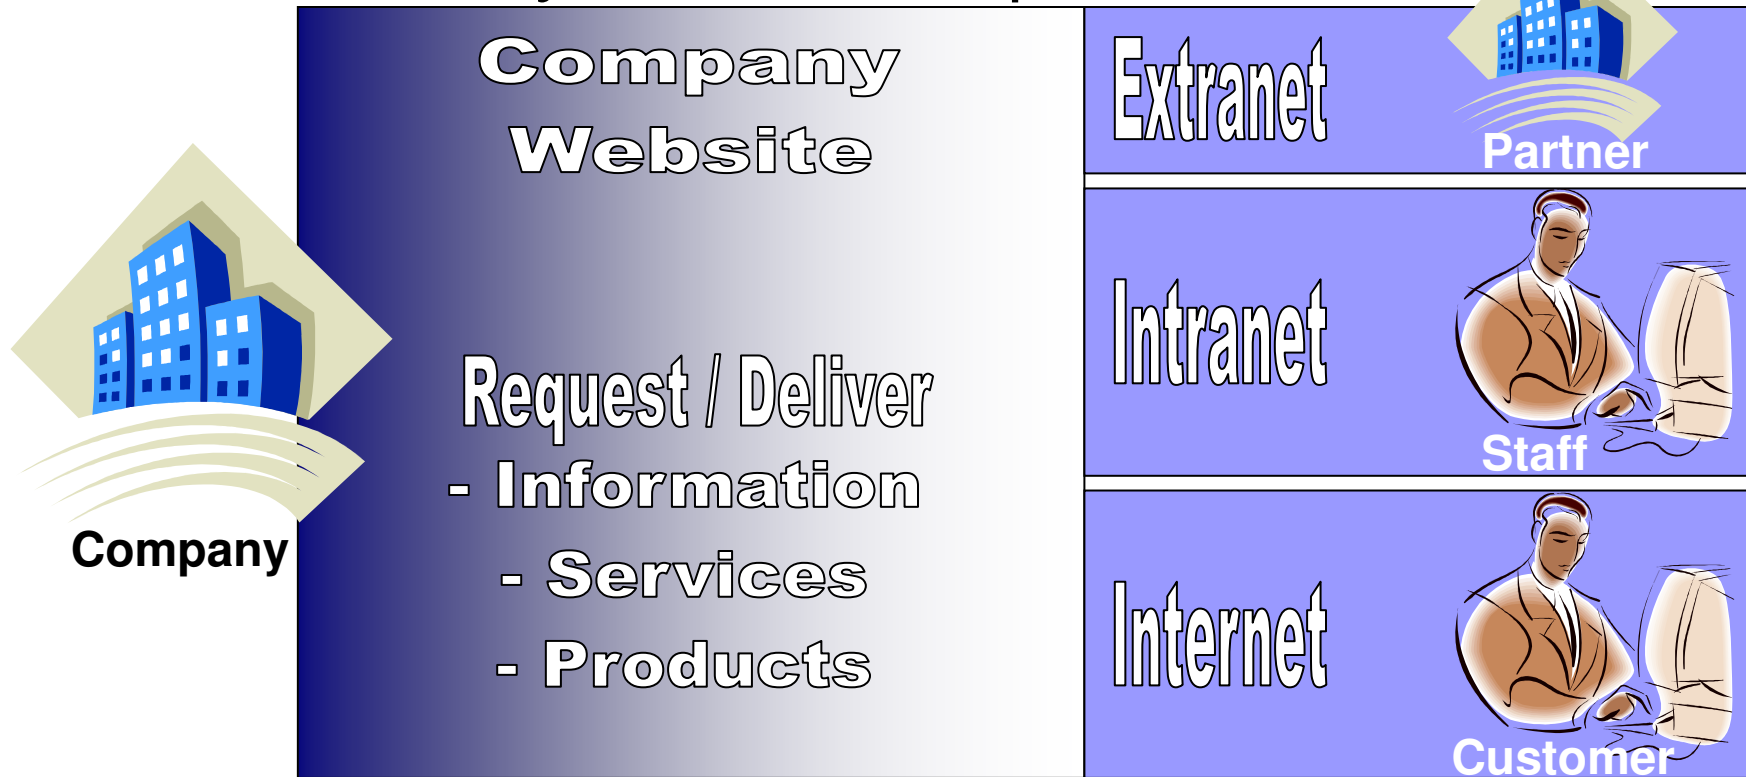 Company
Website
Request / Deliver
- Information
- Services
- Products
Company
Extranet
Partner
Intranet
Staff
Internet
Customer